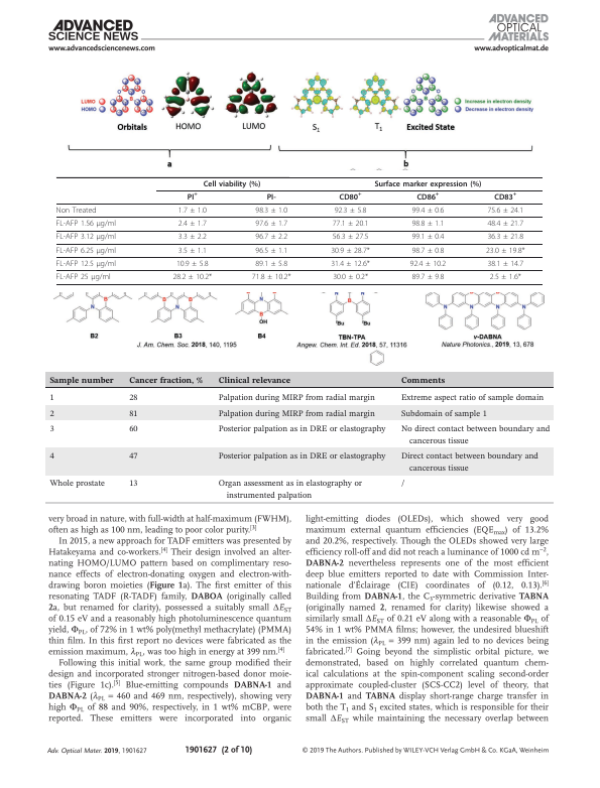 ADVANCED
SCIENCE NEWS
www.advancedsciencenews.com
ADVANCED
OPTICAL
MATERIALS
www.advopticalmat.de
LUMO
HOMO
Increase in electron density
Decrease in electron density
Orbitals HOMO LUMO S1 T1 Excited State
a b
Cell viability (%) Surface marker expression (%)
PI+ PI- CD80+ CD86+ CD83+
Non Treated 1.7 ± 1.0 98.3 ± 1.0 92.3 ± 5.8 99.4 ± 0.6 75.6 ± 24.1
FL-AFP 1.56 µg/ml 2.4 ± 1.7 97.6 ± 1.7 77.1 ± 20.1 98.8 ± 1.1 48.4 ± 21.7
FL-AFP 3.12 µg/ml 3.3 ± 2.2 96.7 ± 2.2 56.3 ± 27.5 99.1 ± 0.4 36.3 ± 21.8
FL-AFP 6.25 µg/ml 3.5 ± 1.1 96.5 ± 1.1 30.9 ± 28.7* 98.7 ± 0.8 23.0 ± 19.8*
FL-AFP 12.5 µg/ml 10.9 ± 5.8 89.1 ± 5.8 31.4 ± 12.6* 92.4 ± 10.2 38.1 ± 14.7
FL-AFP 25 µg/ml 28.2 ± 10.2* 71.8 ± 10.2* 30.0 ± 0.2* 89.7 ± 9.8 2.5 ± 1.6*
B2 B3 B4 TBN-TPA v-DABNA
J. Am. Chem. Soc. 2018, 140, 1195 Angew. Chem. Int. Ed. 2018, 57, 11316 Nature Photonics, 2019, 13, 678
Sample number Cancer fraction, % Clinical relevance Comments
1 28 Palpation during MIRP from radial margin Extreme aspect ratio of sample domain
2 81 Palpation during MIRP from radial margin Subdomain of sample 1
3 60 Posterior palpation as in DRE or elastography No direct contact between boundary and
cancerous tissue
4 47 Posterior palpation as in DRE or elastography Direct contact between boundary and
cancerous tissue
Whole prostate 13 Organ assessment as in elastography or /
instrumented palpation
very broad in nature, with full-width at half-maximum (FWHM),
often as high as 100 nm, leading to poor color purity.[3]
In 2015, a new approach for TADF emitters was presented by
Hatakeyama and co-workers.[4] Their design involved an alter-
nating HOMO/LUMO pattern based on complimentary reso-
nance effects of electron-donating oxygen and electron-with-
drawing boron moieties (Figure 1a). The first emitter of this
resonating TADF (R-TADF) family, DABOA (originally called
2a, but renamed for clarity), possessed a suitably small ΔEST
of 0.15 eV and a reasonably high photoluminescence quantum
yield, ΦPL, of 72% in 1 wt% poly(methyl methacrylate) (PMMA)
thin film. In this first report no devices were fabricated as the
emission maximum, λPL, was too high in energy at 399 nm.[4]
Following this initial work, the same group modified their
design and incorporated stronger nitrogen-based donor moie-
ties (Figure 1c).[5] Blue-emitting compounds DABNA-1 and
DABNA-2 (λPL = 460 and 469 nm, respectively), showing very
high ΦPL of 88 and 90%, respectively, in 1 wt% mCBP, were
reported. These emitters were incorporated into organic
light-emitting diodes (OLEDs), which showed very good
maximum external quantum efficiencies (EQEmax) of 13.2%
and 20.2%, respectively. Though the OLEDs showed very large
efficiency roll-off and did not reach a luminance of 1000 cd m−2,
DABNA-2 nevertheless represents one of the most efficient
deep blue emitters reported to date with Commission Inter-
nationale d'Éclairage (CIE) coordinates of (0.12, 0.13).[6]
Building from DABNA-1, the C3-symmetric derivative TABNA
(originally named 2, renamed for clarity) likewise showed a
similarly small ΔEST of 0.21 eV along with a reasonable ΦPL of
54% in 1 wt% PMMA films; however, the undesired blueshift
in the emission (λPL = 399 nm) again led to no devices being
fabricated.[7] Going beyond the simplistic orbital picture, we
demonstrated, based on highly correlated quantum chem-
ical calculations at the spin-component scaling second-order
approximate coupled-cluster (SCS-CC2) level of theory, that
DABNA-1 and TABNA display short-range charge transfer in
both the T1 and S1 excited states, which is responsible for their
small ΔEST while maintaining the necessary overlap between
Adv. Optical Mater. 2019, 1901627 1901627 (2 of 10) © 2019 The Authors. Published by WILEY-VCH Verlag GmbH & Co. KGaA, Weinheim